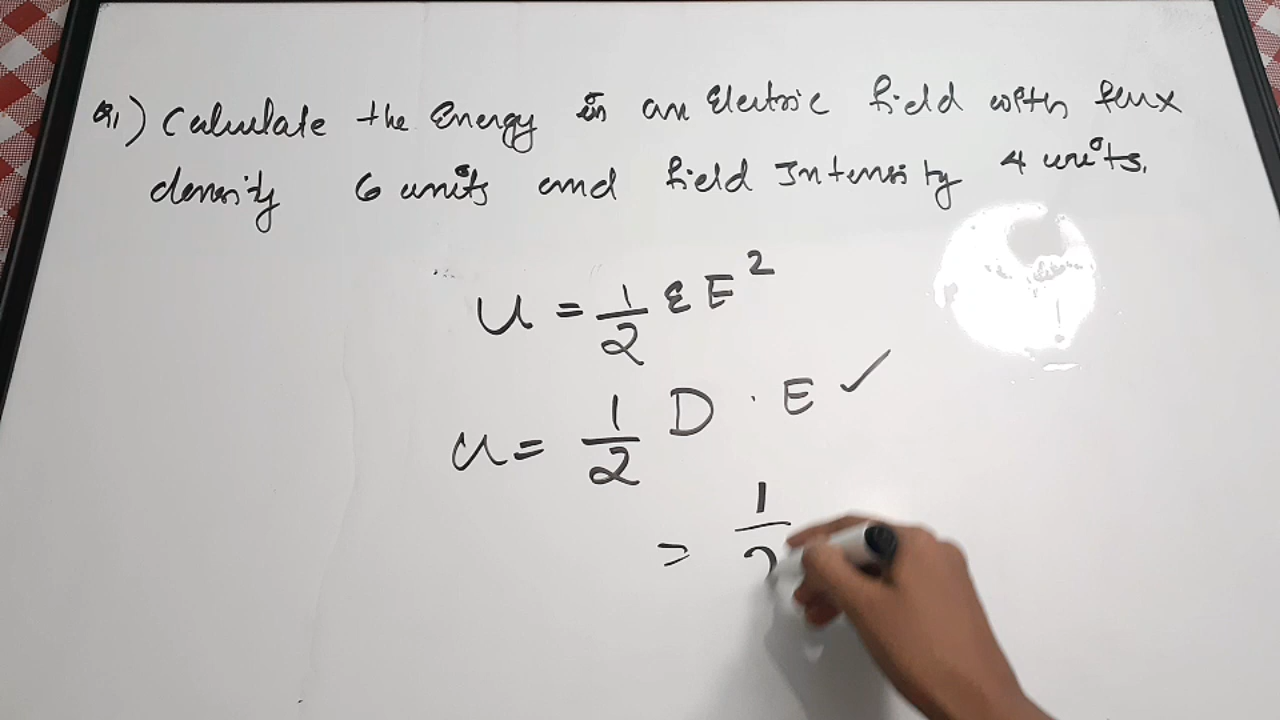 Q1) Calculate the Energy in an Electric field with flux
density 6 units and field Intensity 4 units.
U = 1/2 ε E^2
U = 1/2 D · E ✓
= 1/2